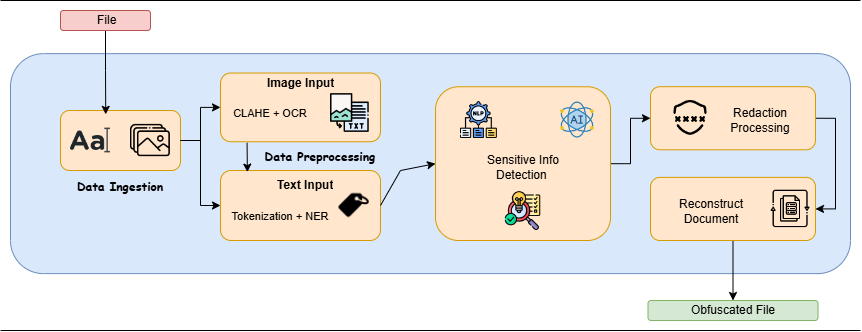 File
Aa
Data Ingestion
Image Input
CLAHE + OCR
TXT
Data Preprocessing
Text Input
Tokenization + NER
NLP
AI
Sensitive Info
Detection
Redaction
Processing
××××
Reconstruct
Document
Obfuscated File